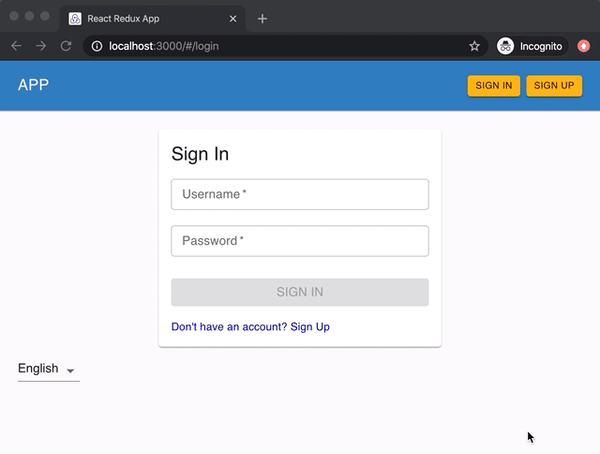 React Redux App
localhost:3000/#/login
Incognito
APP
SIGN IN
SIGN UP
Sign In
Username *
Password *
SIGN IN
Don't have an account? Sign Up
English